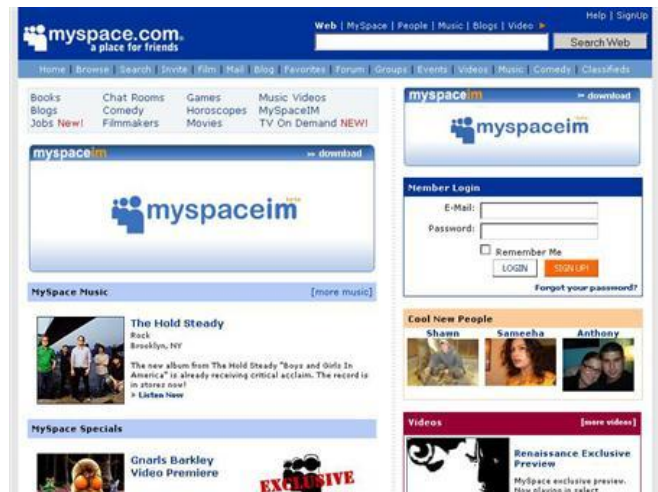 Help | SignUp
myspace.com®
a place for friends
Web | MySpace | People | Music | Blogs | Video ►
Search Web
Home | Browse | Search | Invite | Film | Mail | Blog | Favorites | Forum | Groups | Events | Videos | Music | Comedy | Classifieds
Books Chat Rooms Games Music Videos
Blogs Comedy Horoscopes MySpaceIM
Jobs New! Filmmakers Movies TV On Demand NEW!
myspaceim »» download
myspaceim
beta
MySpace Music [more music]
The Hold Steady
Rock
Brooklyn, NY
The new album from The Hold Steady "Boys and Girls In
America" is already receiving critical acclaim. The record is
in stores now!
> Listen Now
MySpace Specials
Gnarls Barkley
Video Premiere
EXCLUSIVE
myspaceim »» download
myspaceim
beta
Member Login
E-Mail:
Password:
Remember Me
LOGIN SIGN UP!
Forgot your password?
Cool New People
Shawn Sameeha Anthony
Videos [more videos]
Renaissance Exclusive
Preview
MySpace exclusive preview.
Now playing in select